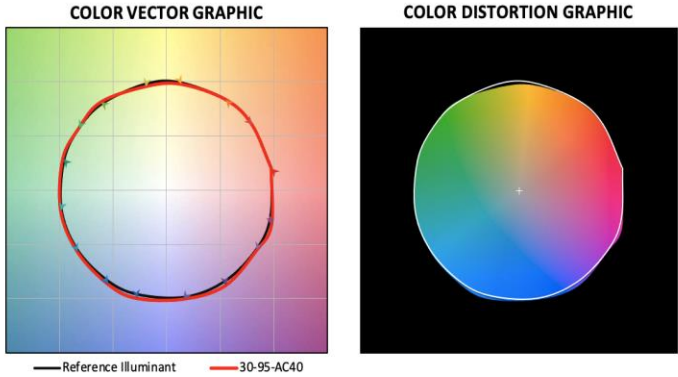 COLOR VECTOR GRAPHIC
COLOR DISTORTION GRAPHIC
Reference Illuminant
30-95-AC40